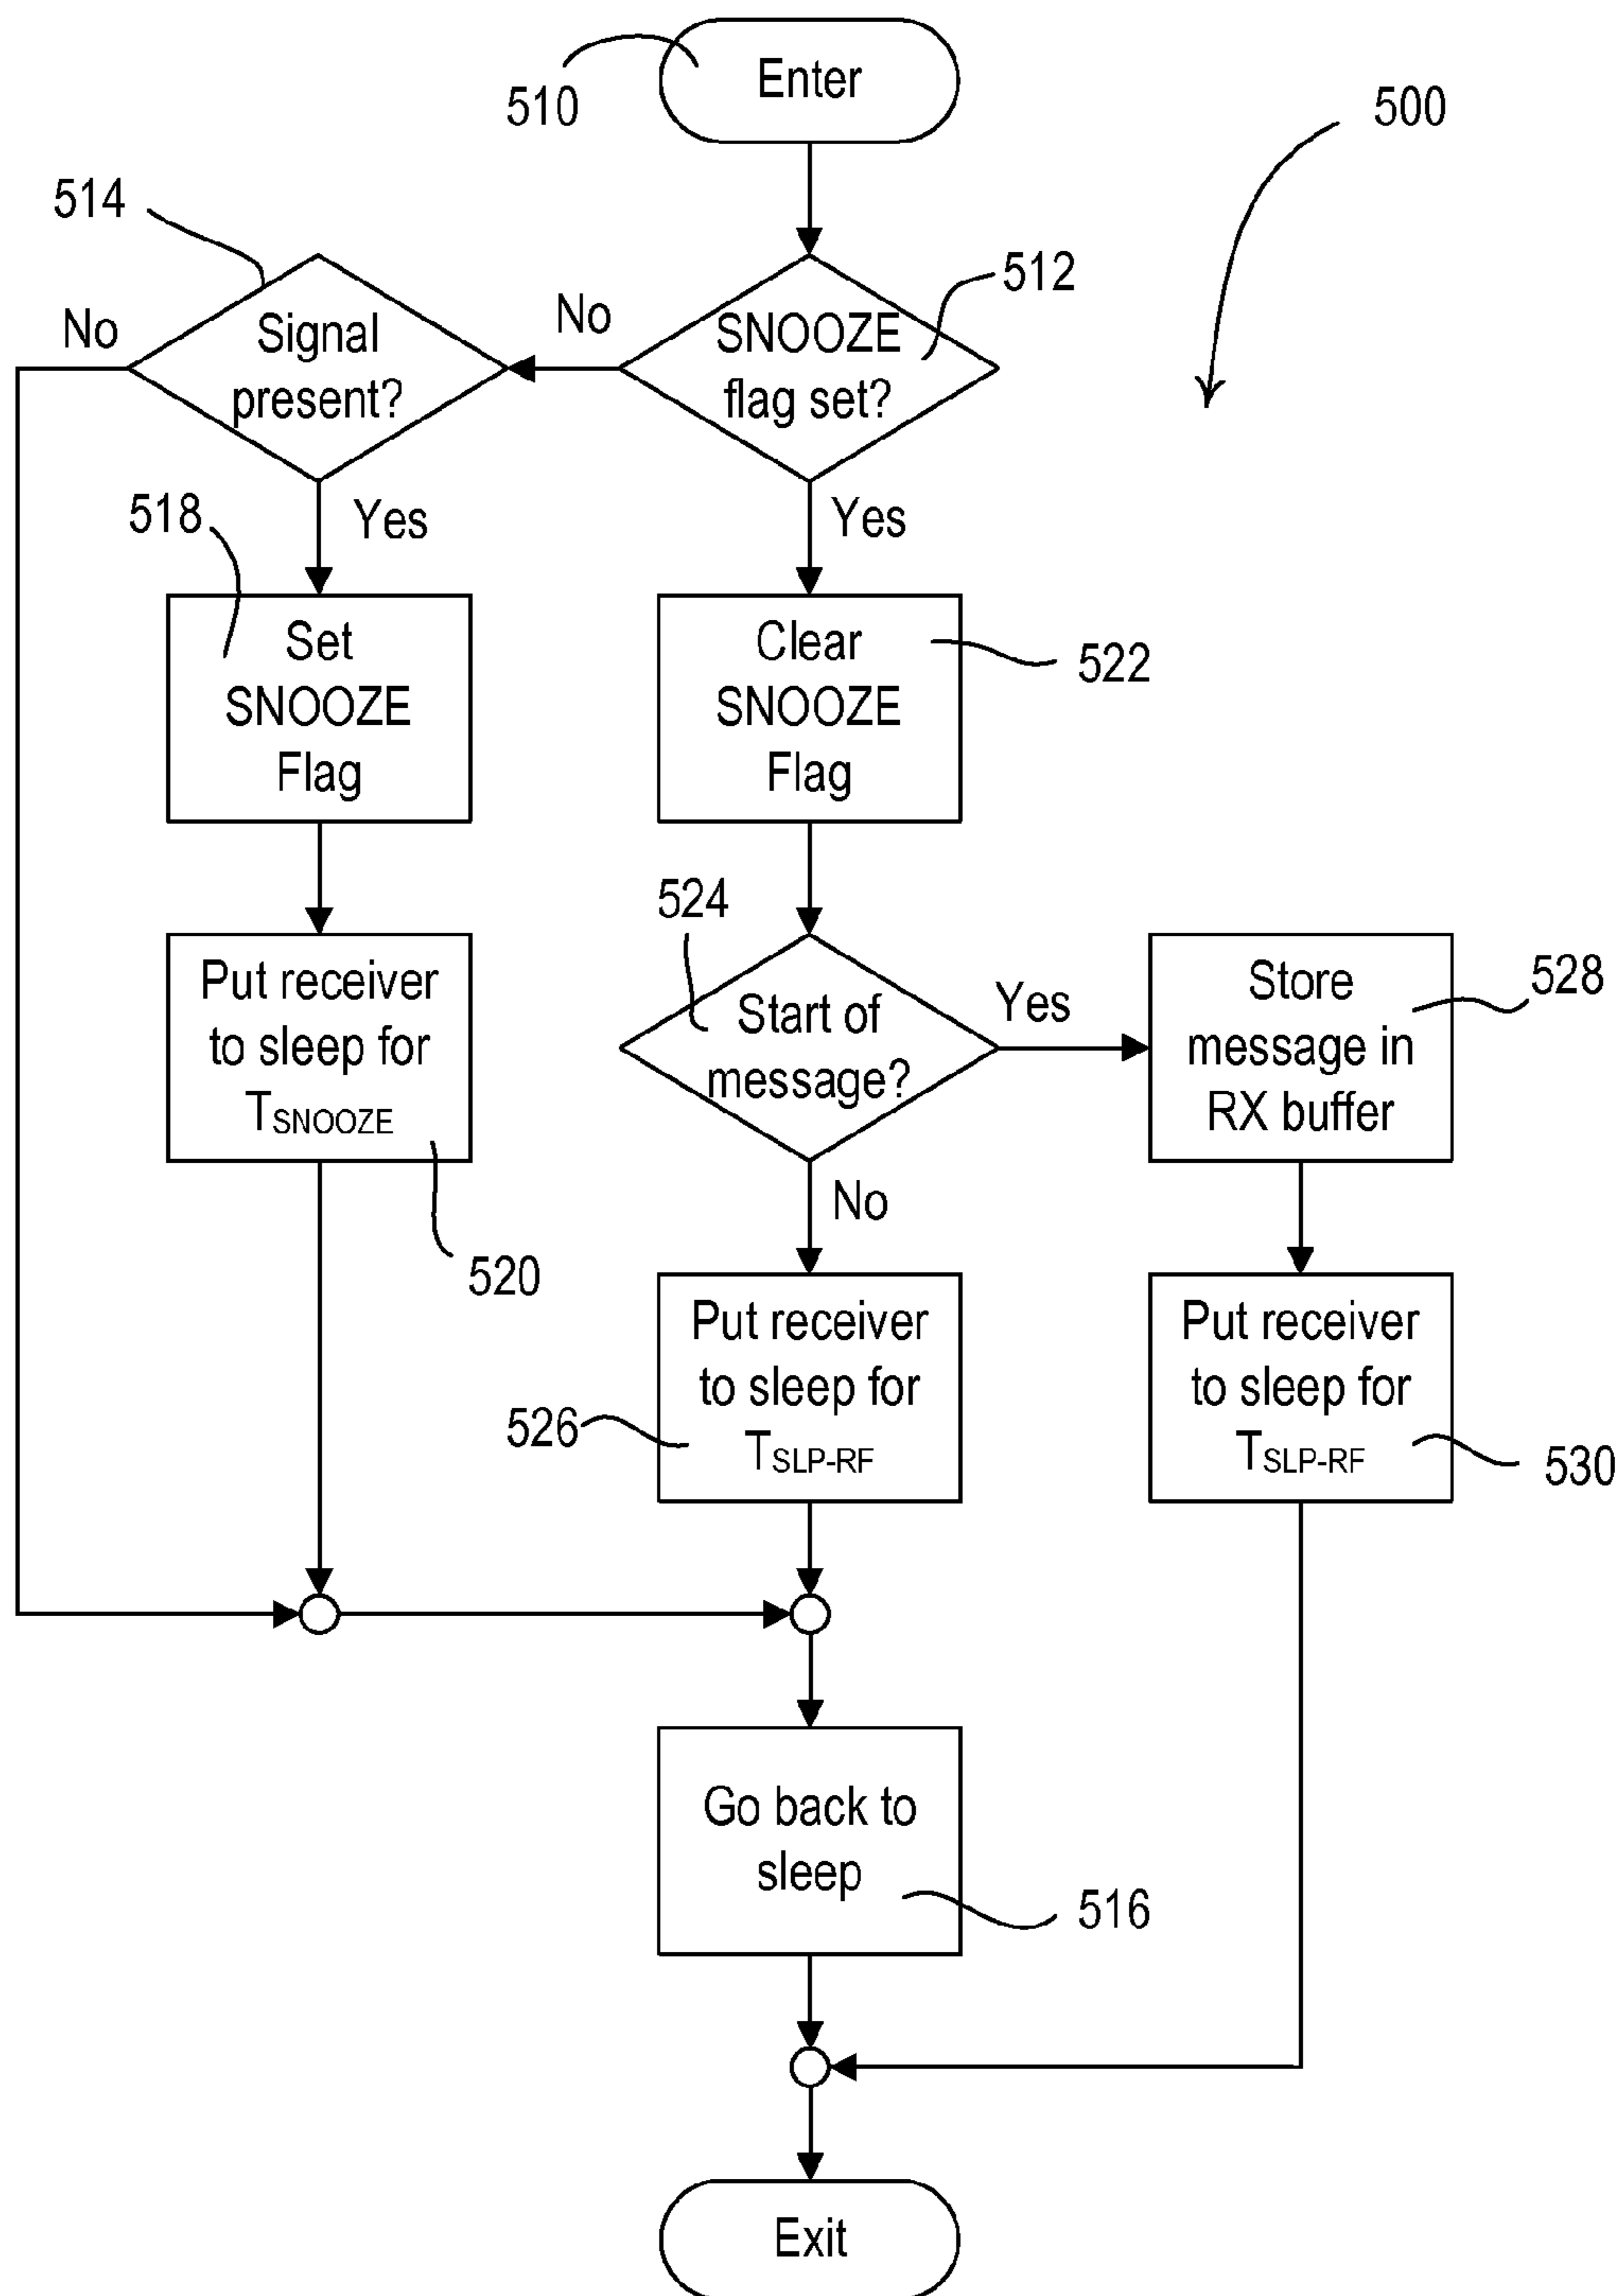 Enter
510
500
514
512
No
Signal
present?
No
SNOOZE
flag set?
518
Yes
Yes
Set
SNOOZE
Flag
Clear
SNOOZE
Flag
522
524
Put receiver
to sleep for
TSNOOZE
Start of
message?
Yes
Store
message in
RX buffer
528
No
520
Put receiver
to sleep for
TSLP-RF
526
Put receiver
to sleep for
TSLP-RF
530
Go back to
sleep
516
Exit